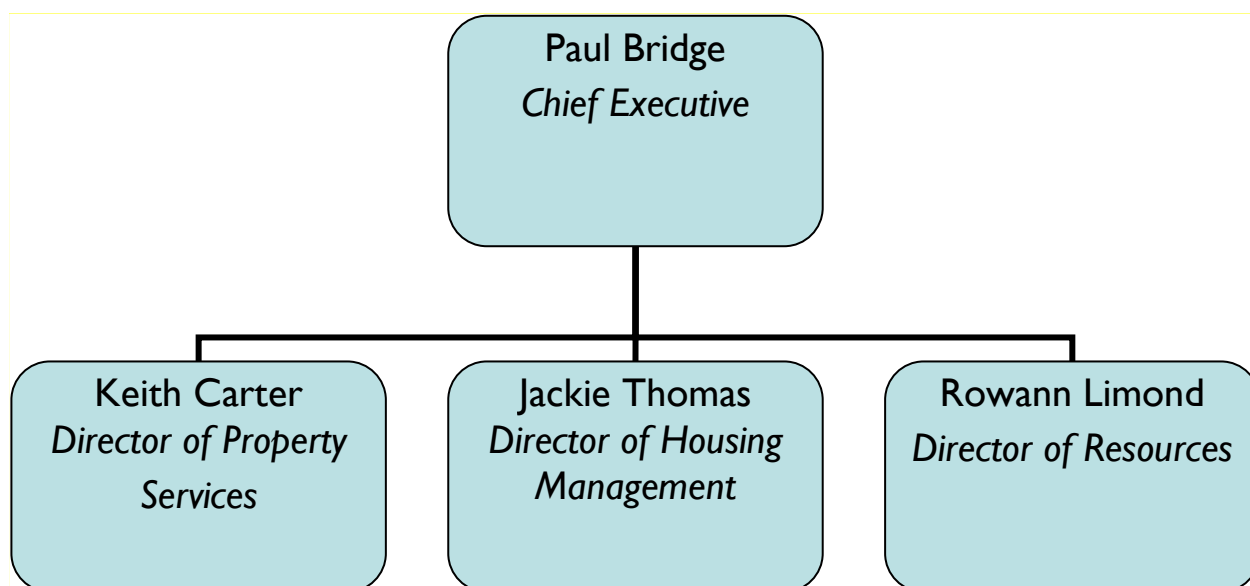 Paul Bridge
Chief Executive
Keith Carter
Director of Property
Services
Jackie Thomas
Director of Housing
Management
Rowann Limond
Director of Resources